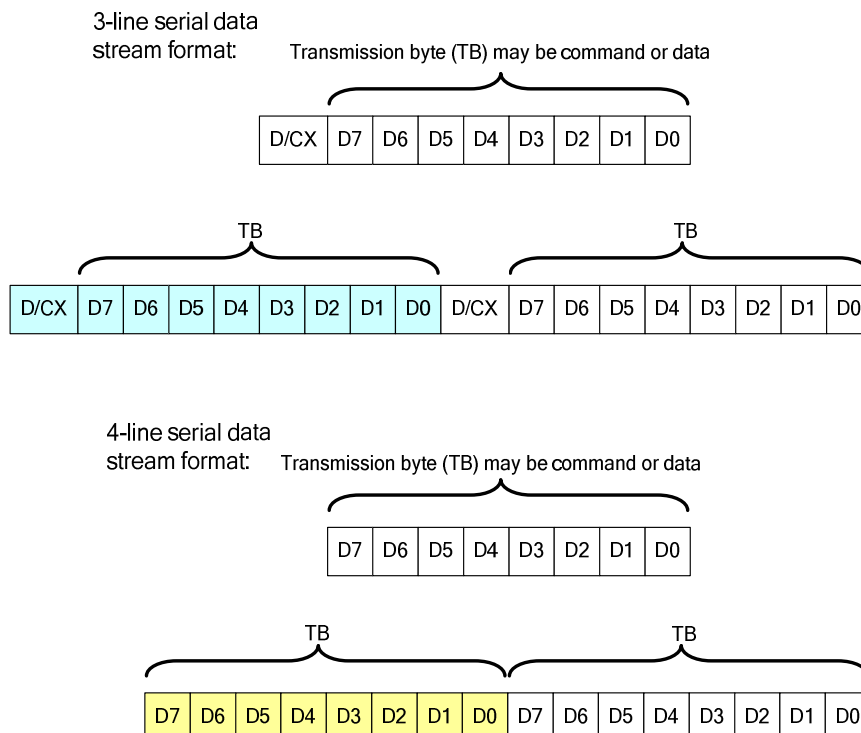 3-line serial data
stream format:
Transmission byte (TB) may be command or data
D/CX D7 D6 D5 D4 D3 D2 D1 D0
TB TB
D/CX D7 D6 D5 D4 D3 D2 D1 D0 D/CX D7 D6 D5 D4 D3 D2 D1 D0
4-line serial data
stream format:
Transmission byte (TB) may be command or data
D7 D6 D5 D4 D3 D2 D1 D0
TB TB
D7 D6 D5 D4 D3 D2 D1 D0 D7 D6 D5 D4 D3 D2 D1 D0